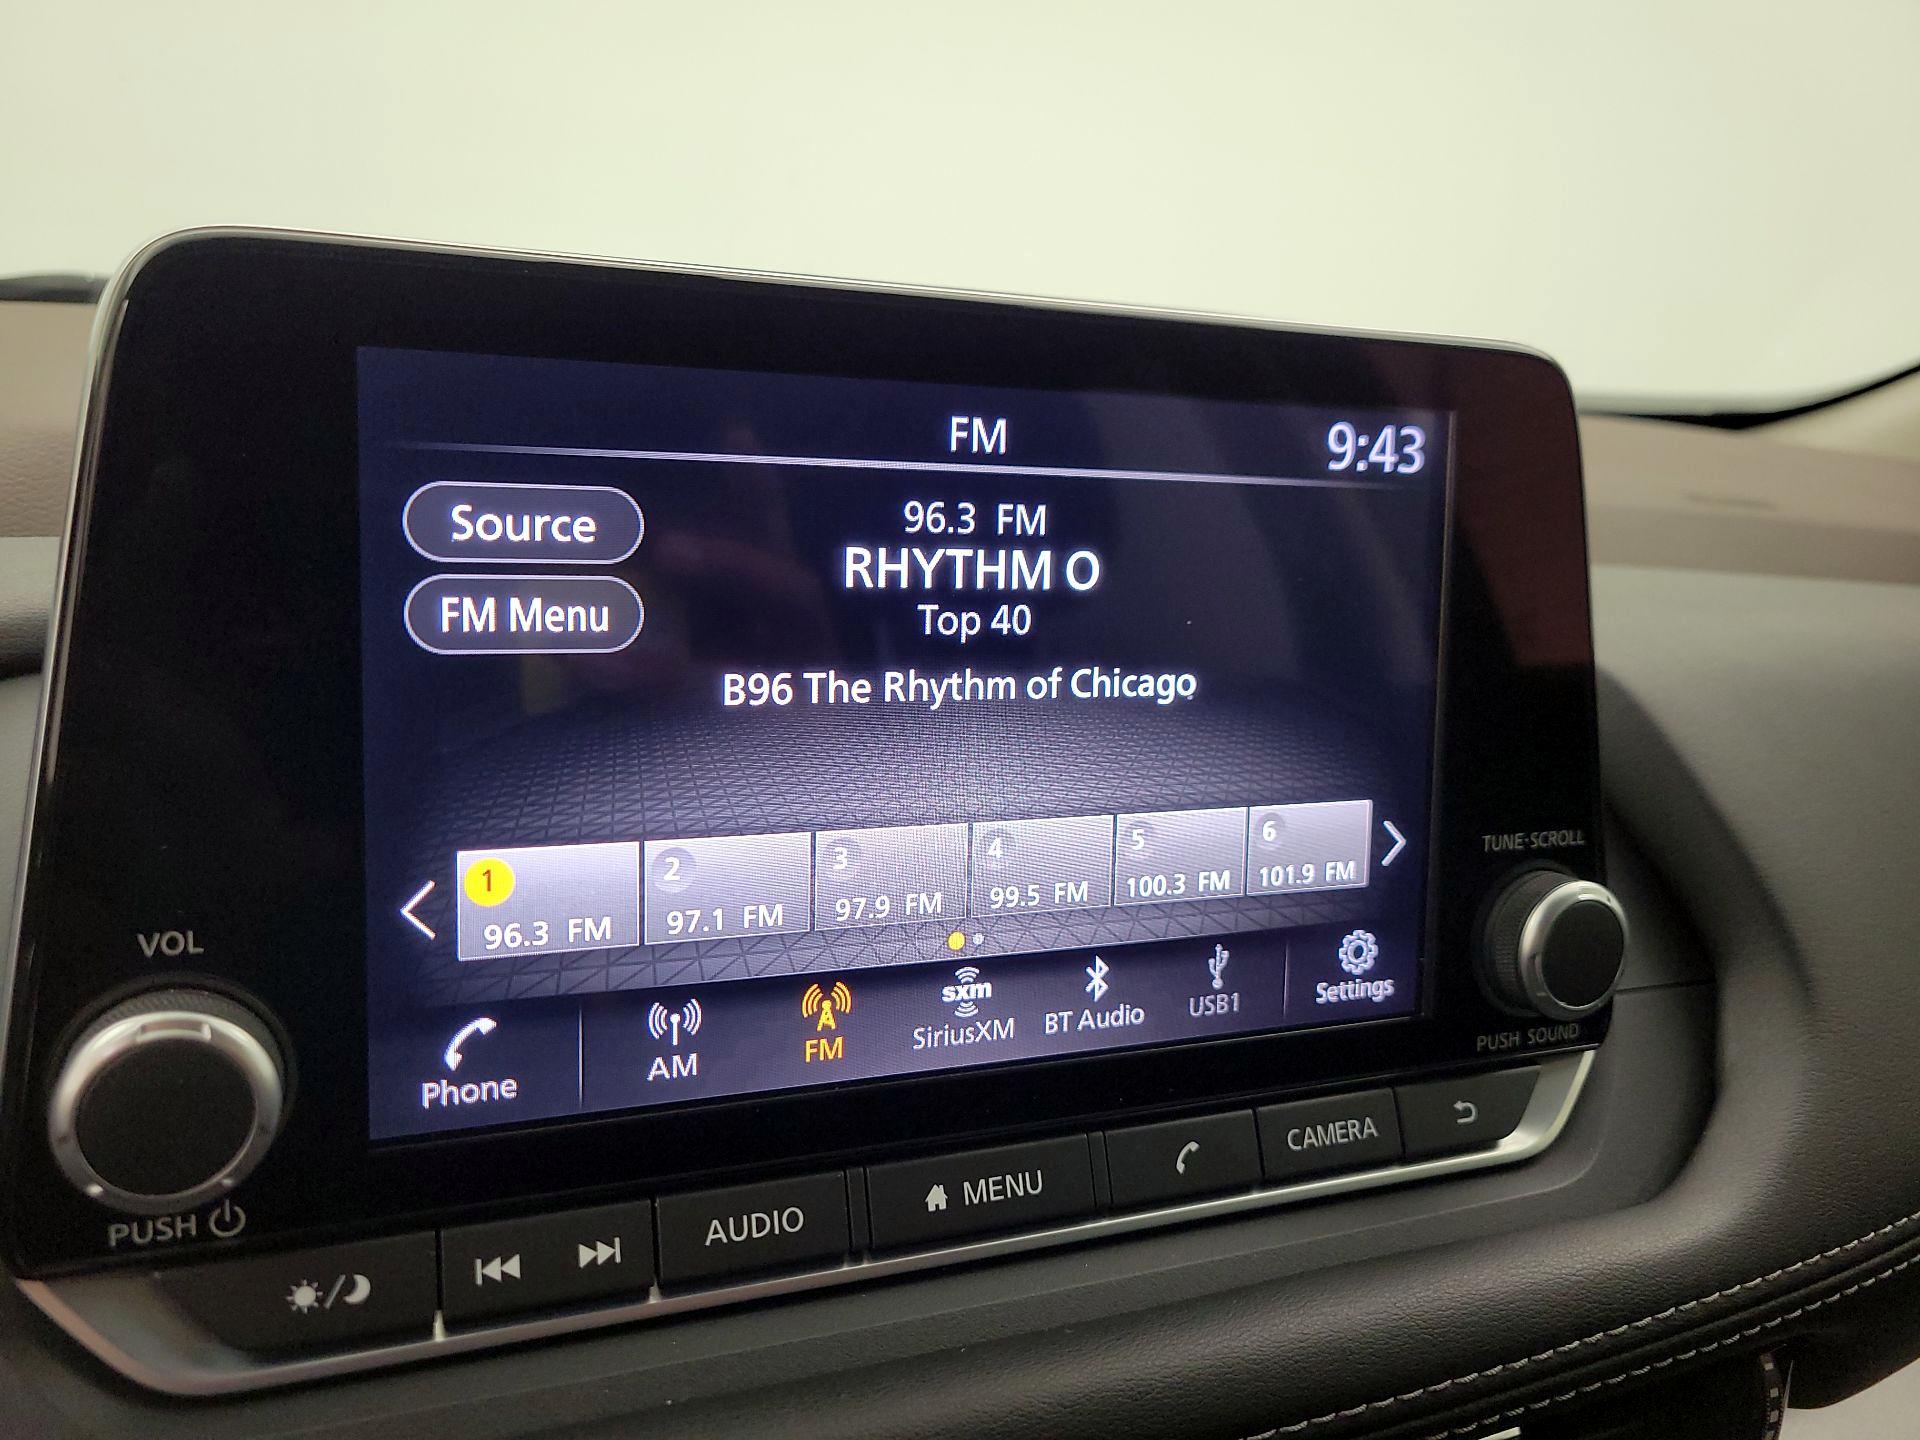 FM
9:43
Source
96.3 FM
RHYTHM O
FM Menu
Top 40
B96 The Rhythm of Chicago
1
96.3 FM
2
97.1 FM
3
97.9 FM
4
99.5 FM
5
100.3 FM
6
101.9 FM
Phone
AM
FM
sxm
SiriusXM
BT Audio
USB1
Settings
VOL
PUSH
TUNE·SCROLL
PUSH SOUND
AUDIO
MENU
CAMERA